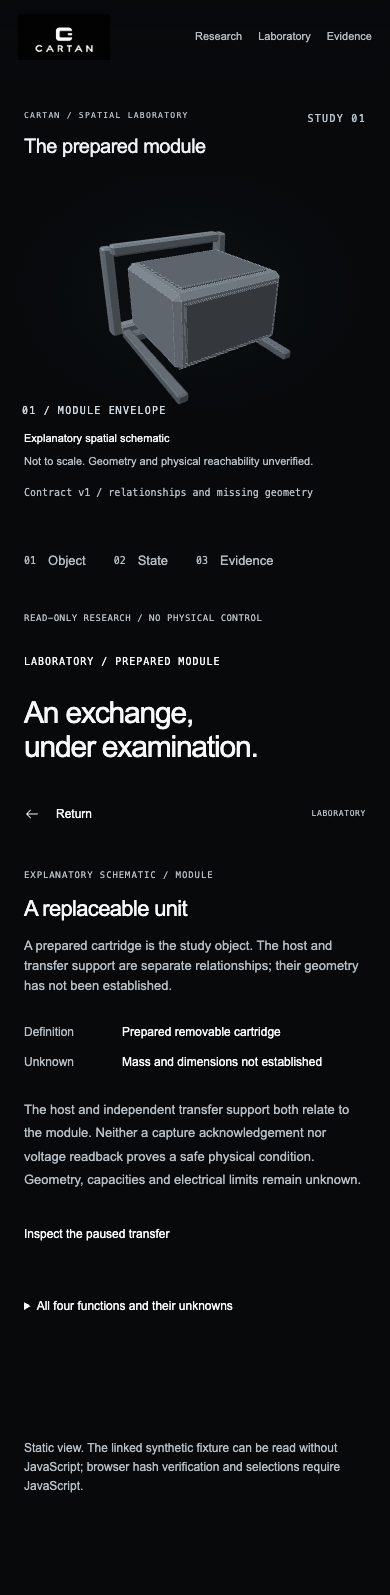 CARTAN
Research Laboratory Evidence
CARTAN / SPATIAL LABORATORY
STUDY 01
The prepared module
01 / MODULE ENVELOPE
Explanatory spatial schematic
Not to scale. Geometry and physical reachability unverified.
Contract v1 / relationships and missing geometry
01 Object 02 State 03 Evidence
READ-ONLY RESEARCH / NO PHYSICAL CONTROL
LABORATORY / PREPARED MODULE
An exchange,
under examination.
← Return
LABORATORY
EXPLANATORY SCHEMATIC / MODULE
A replaceable unit
A prepared cartridge is the study object. The host and
transfer support are separate relationships; their geometry
has not been established.
Definition Prepared removable cartridge
Unknown Mass and dimensions not established
The host and independent transfer support both relate to
the module. Neither a capture acknowledgement nor
voltage readback proves a safe physical condition.
Geometry, capacities and electrical limits remain unknown.
Inspect the paused transfer
▶ All four functions and their unknowns
Static view. The linked synthetic fixture can be read without
JavaScript; browser hash verification and selections require
JavaScript.